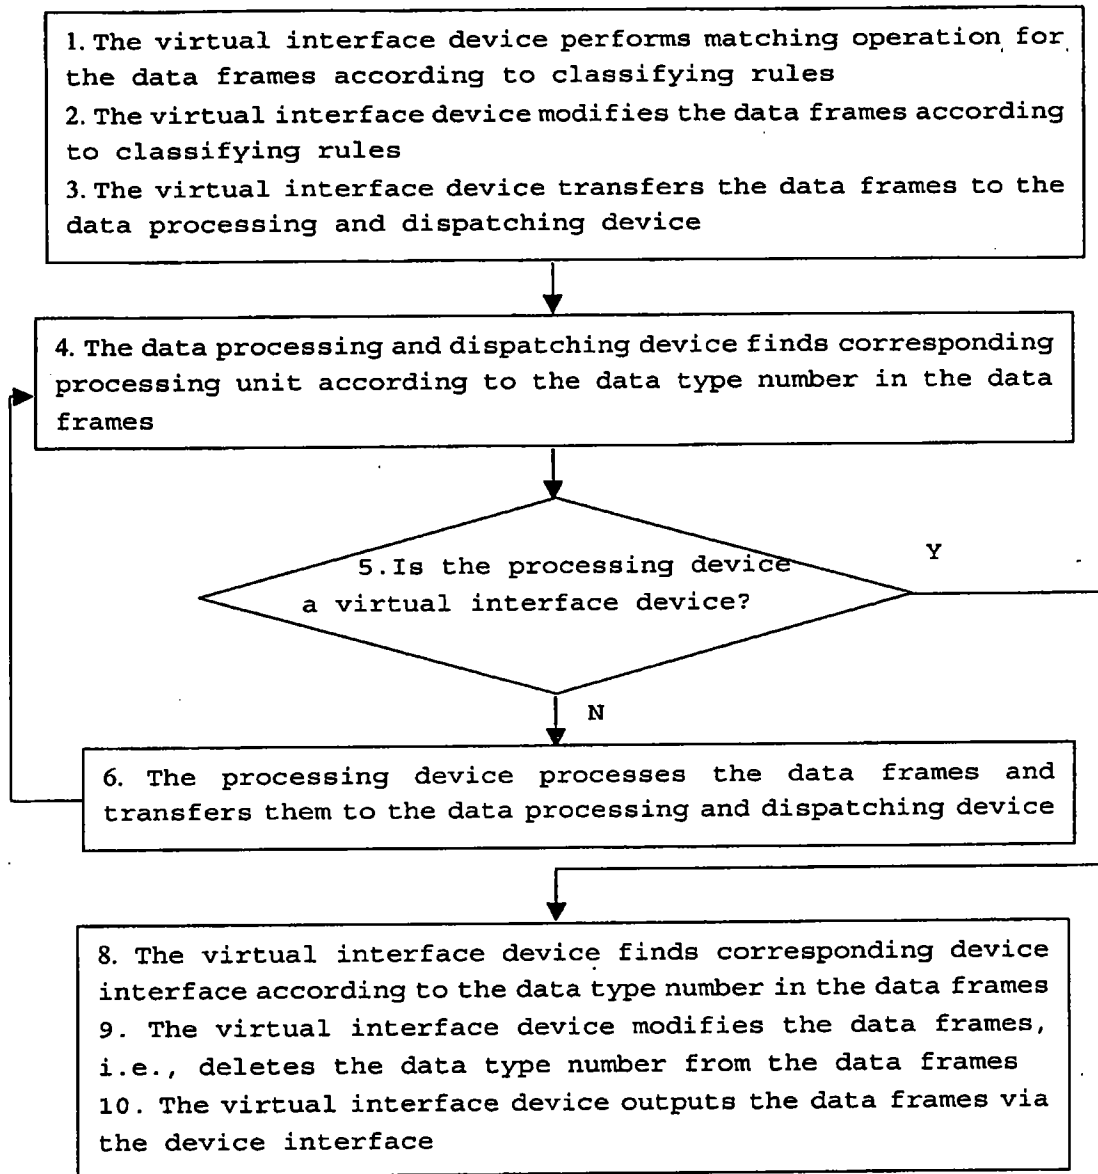 1. The virtual interface device performs matching operation for
the data frames according to classifying rules
2. The virtual interface device modifies the data frames according
to classifying rules
3. The virtual interface device transfers the data frames to the
data processing and dispatching device
4. The data processing and dispatching device finds corresponding
processing unit according to the data type number in the data
frames
5.Is the processing device
a virtual interface device?
Y
N
6. The processing device processes the data frames and
transfers them to the data processing and dispatching device
8. The virtual interface device finds corresponding device
interface according to the data type number in the data frames
9. The virtual interface device modifies the data frames,
i.e., deletes the data type number from the data frames
10. The virtual interface device outputs the data frames via
the device interface